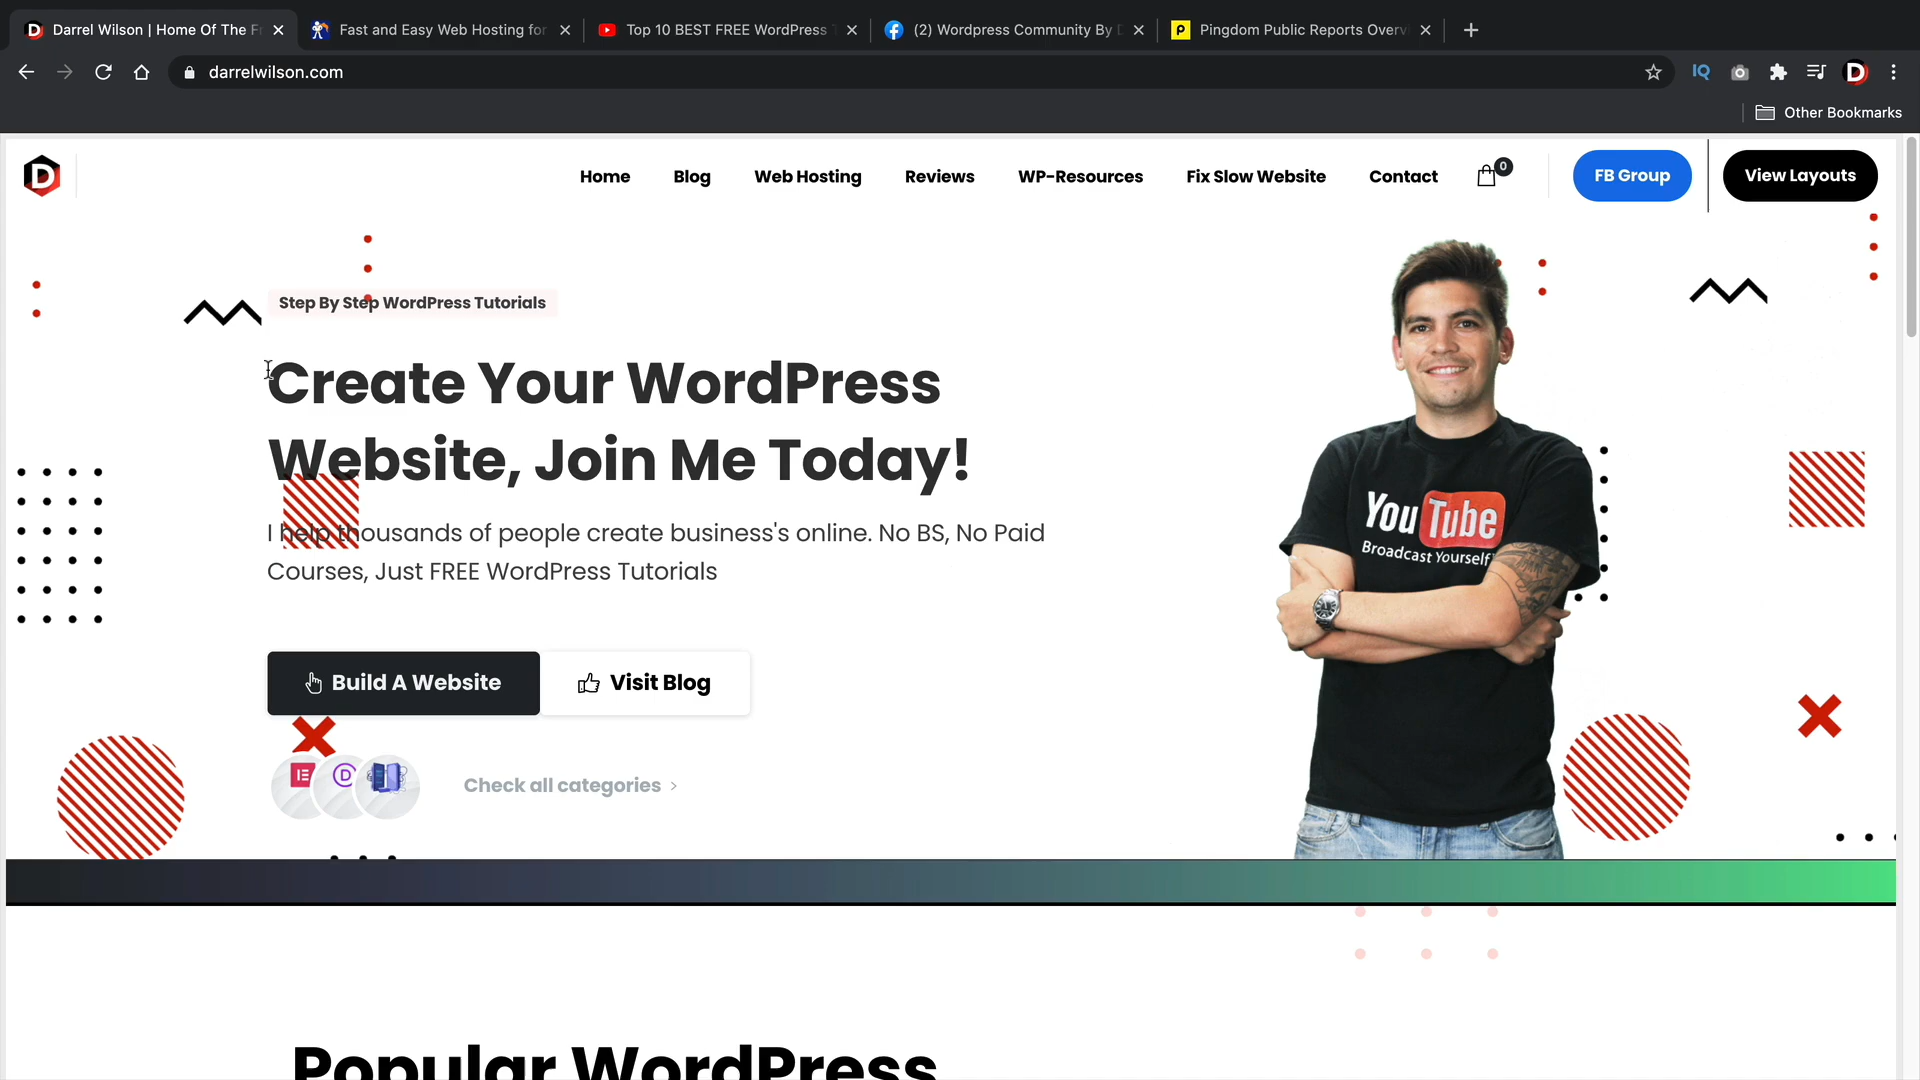 Darrel Wilson | Home Of The F
Fast and Easy Web Hosting for
Top 10 BEST FREE WordPress
(2) Wordpress Community By D
Pingdom Public Reports Overv
darrelwilson.com
IQ
D
Other Bookmarks
D
Home
Blog
Web Hosting
Reviews
WP-Resources
Fix Slow Website
Contact
0
FB Group
View Layouts
Step By Step WordPress Tutorials
Create Your WordPress
Website, Join Me Today!
I help thousands of people create business's online. No BS, No Paid
Courses, Just FREE WordPress Tutorials
YouTube
Broadcast Yourself
Build A Website
Visit Blog
Check all categories >
Popular WordPress